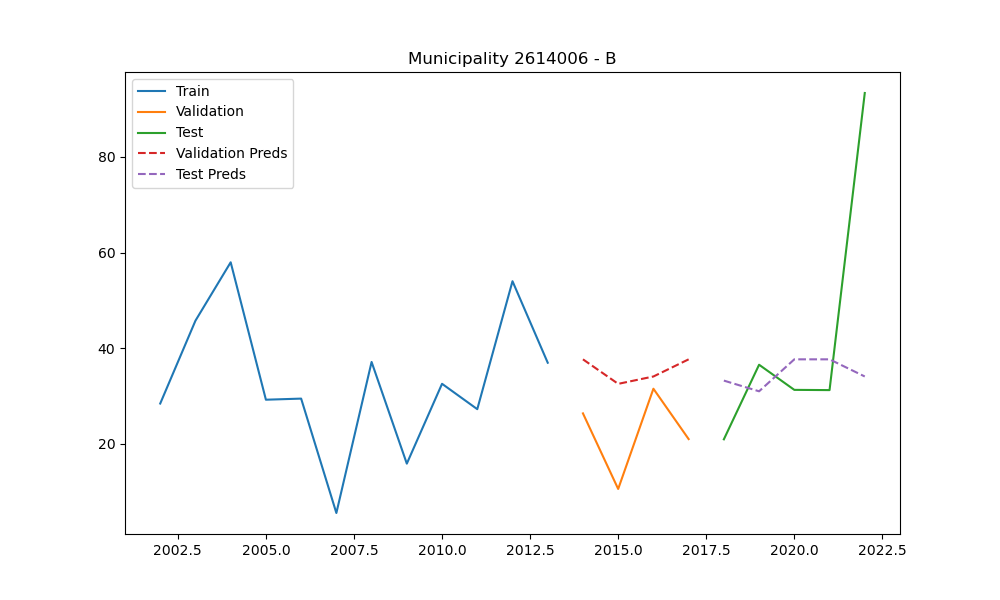 Municipality 2614006 - B
Train
Validation
Test
Validation Preds
Test Preds
80
60
40
20
2002.5 2005.0 2007.5 2010.0 2012.5 2015.0 2017.5 2020.0 2022.5